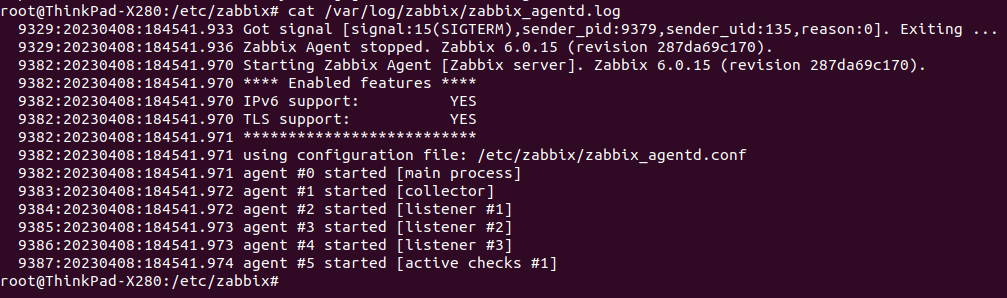 root@ThinkPad-X280:/etc/zabbix# cat /var/log/zabbix/zabbix_agentd.log
9329:20230408:184541.933 Got signal [signal:15(SIGTERM),sender_pid:9379,sender_uid:135,reason:0]. Exiting ...
9329:20230408:184541.936 Zabbix Agent stopped. Zabbix 6.0.15 (revision 287da69c170).
9382:20230408:184541.970 Starting Zabbix Agent [Zabbix server]. Zabbix 6.0.15 (revision 287da69c170).
9382:20230408:184541.970 **** Enabled features ****
9382:20230408:184541.970 IPv6 support:          YES
9382:20230408:184541.970 TLS support:           YES
9382:20230408:184541.971 **************************
9382:20230408:184541.971 using configuration file: /etc/zabbix/zabbix_agentd.conf
9382:20230408:184541.971 agent #0 started [main process]
9383:20230408:184541.972 agent #1 started [collector]
9384:20230408:184541.972 agent #2 started [listener #1]
9385:20230408:184541.973 agent #3 started [listener #2]
9386:20230408:184541.973 agent #4 started [listener #3]
9387:20230408:184541.974 agent #5 started [active checks #1]
root@ThinkPad-X280:/etc/zabbix#